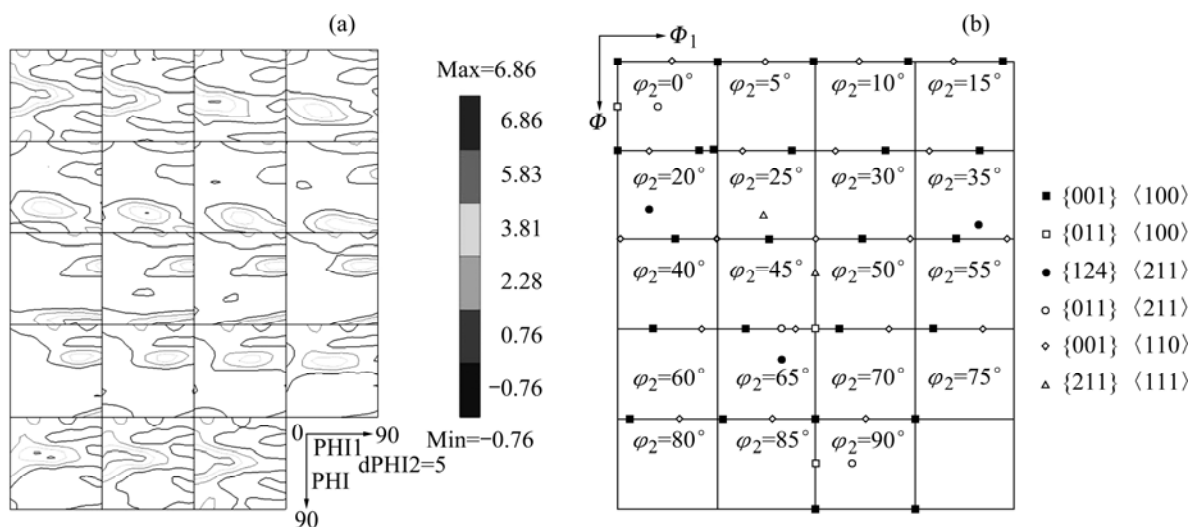 (a)
Max=6.86
6.86
5.83
3.81
2.28
0.76
−0.76
Min=−0.76
0 PHI1 90
dPHI2=5
PHI
90
(b)
Φ1
Φ
φ2=0° φ2=5° φ2=10° φ2=15°
φ2=20° φ2=25° φ2=30° φ2=35°
φ2=40° φ2=45° φ2=50° φ2=55°
φ2=60° φ2=65° φ2=70° φ2=75°
φ2=80° φ2=85° φ2=90°
■ {001} 〈100〉
□ {011} 〈100〉
● {124} 〈211〉
○ {011} 〈211〉
◇ {001} 〈110〉
△ {211} 〈111〉